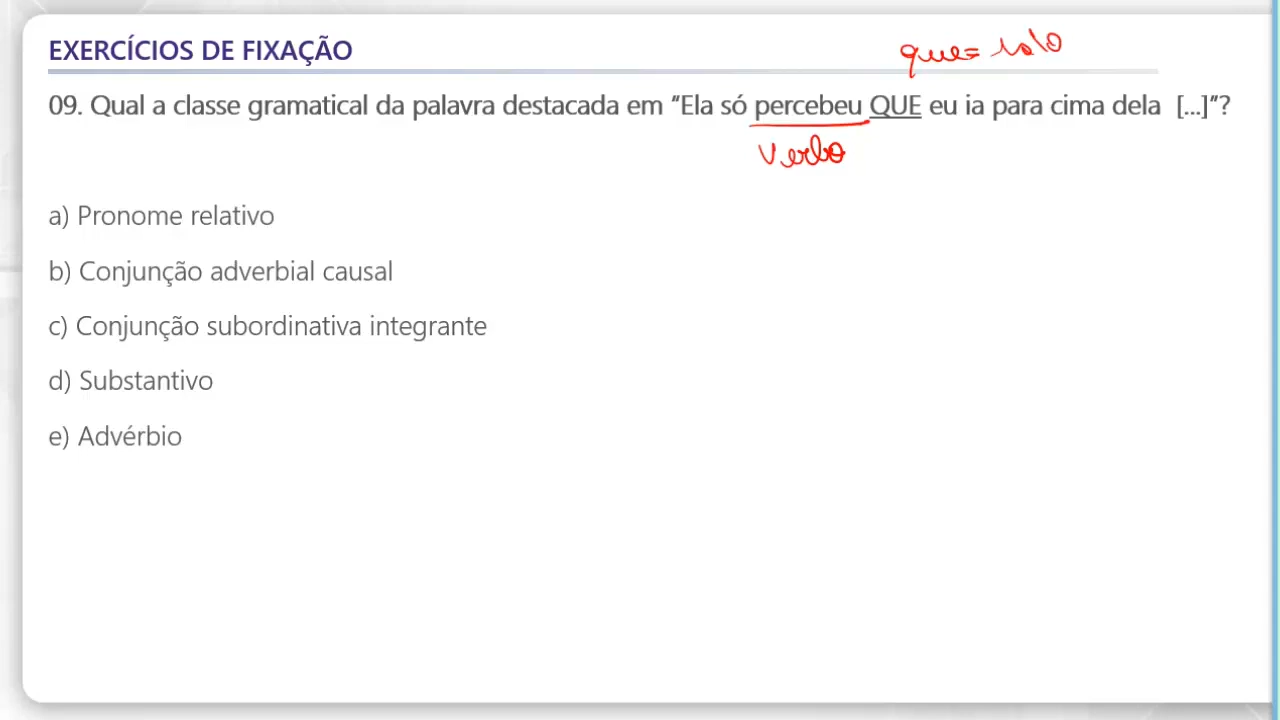 EXERCÍCIOS DE FIXAÇÃO
que=
09. Qual a classe gramatical da palavra destacada em “Ela só percebeu QUE eu ia para cima dela [...]”?
verbo
a) Pronome relativo
b) Conjunção adverbial causal
c) Conjunção subordinativa integrante
d) Substantivo
e) Advérbio